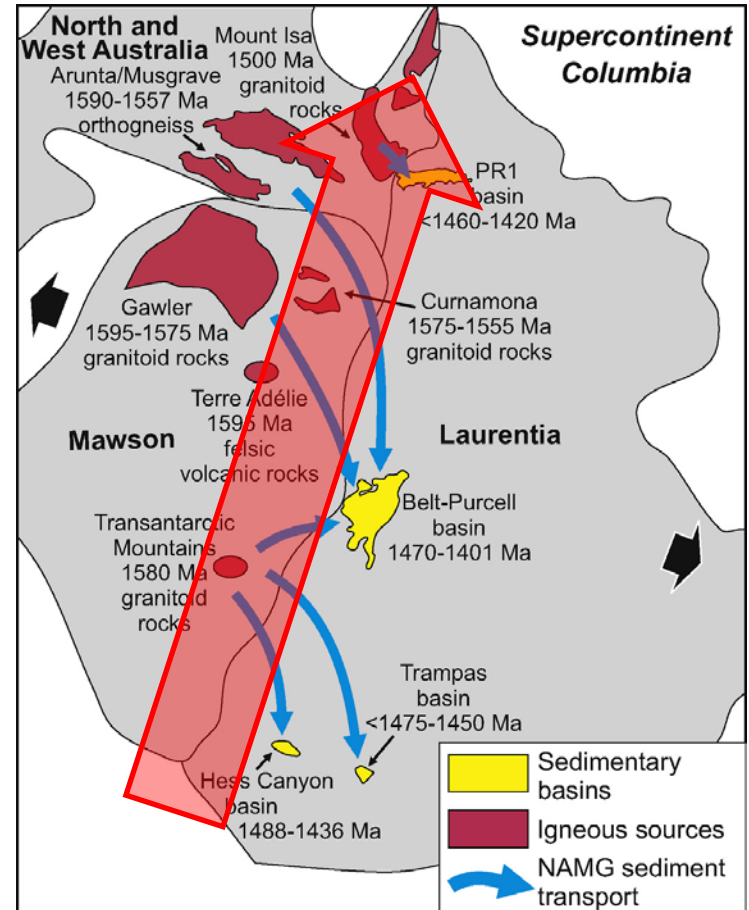 North and
West Australia
Arunta/Musgrave
1590-1557 Ma
orthogneiss
Mount Isa
1500 Ma
granitoid
rocks
Supercontinent
Columbia
PR1
basin
<1460-1420 Ma
Gawler
1595-1575 Ma
granitoid rocks
Curnamona
1575-1555 Ma
granitoid rocks
Terre Adélie
1595 Ma
felsic
volcanic rocks
Mawson
Laurentia
Belt-Purcell
basin
1470-1401 Ma
Transantarctic
Mountains
1580 Ma
granitoid
rocks
Trampas
basin
<1475-1450 Ma
Hess Canyon
basin
1488-1436 Ma
Sedimentary
basins
Igneous sources
NAMG sediment
transport